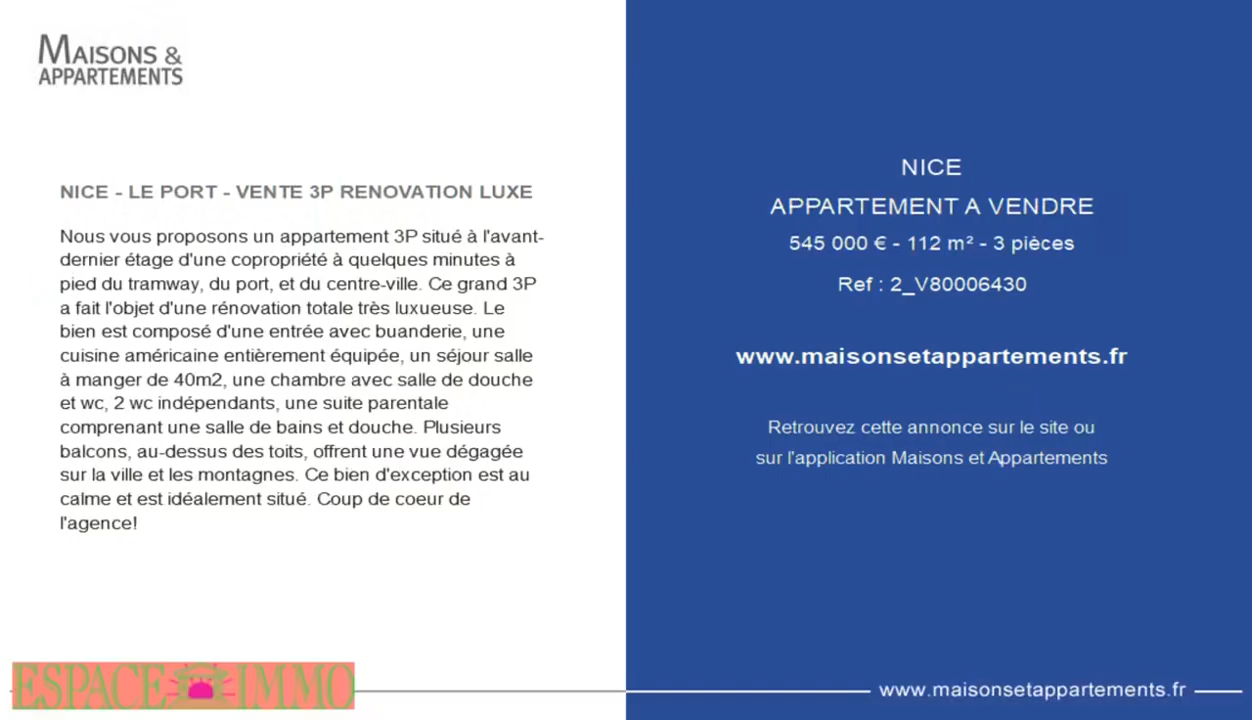 MAISONS &
APPARTEMENTS
NICE - LE PORT - VENTE 3P RENOVATION LUXE
Nous vous proposons un appartement 3P situé à l'avant-
dernier étage d'une copropriété à quelques minutes à
pied du tramway, du port, et du centre-ville. Ce grand 3P
a fait l'objet d'une rénovation totale très luxueuse. Le
bien est composé d'une entrée avec buanderie, une
cuisine américaine entièrement équipée, un séjour salle
à manger de 40m2, une chambre avec salle de douche
et wc, 2 wc indépendants, une suite parentale
comprenant une salle de bains et douche. Plusieurs
balcons, au-dessus des toits, offrent une vue dégagée
sur la ville et les montagnes. Ce bien d'exception est au
calme et est idéalement situé. Coup de coeur de
l'agence!
ESPACE IMMO
NICE
APPARTEMENT A VENDRE
545 000 € - 112 m² - 3 pièces
Ref : 2_V80006430
www.maisonsetappartements.fr
Retrouvez cette annonce sur le site ou
sur l'application Maisons et Appartements
www.maisonsetappartements.fr